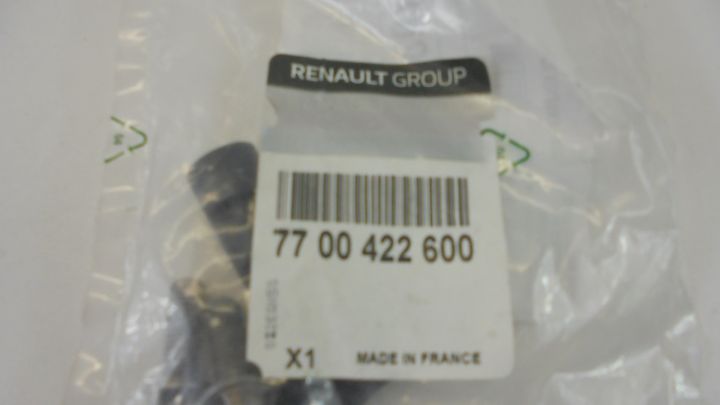 RENAULT GROUP
77 00 422 600
X1
MADE IN FRANCE